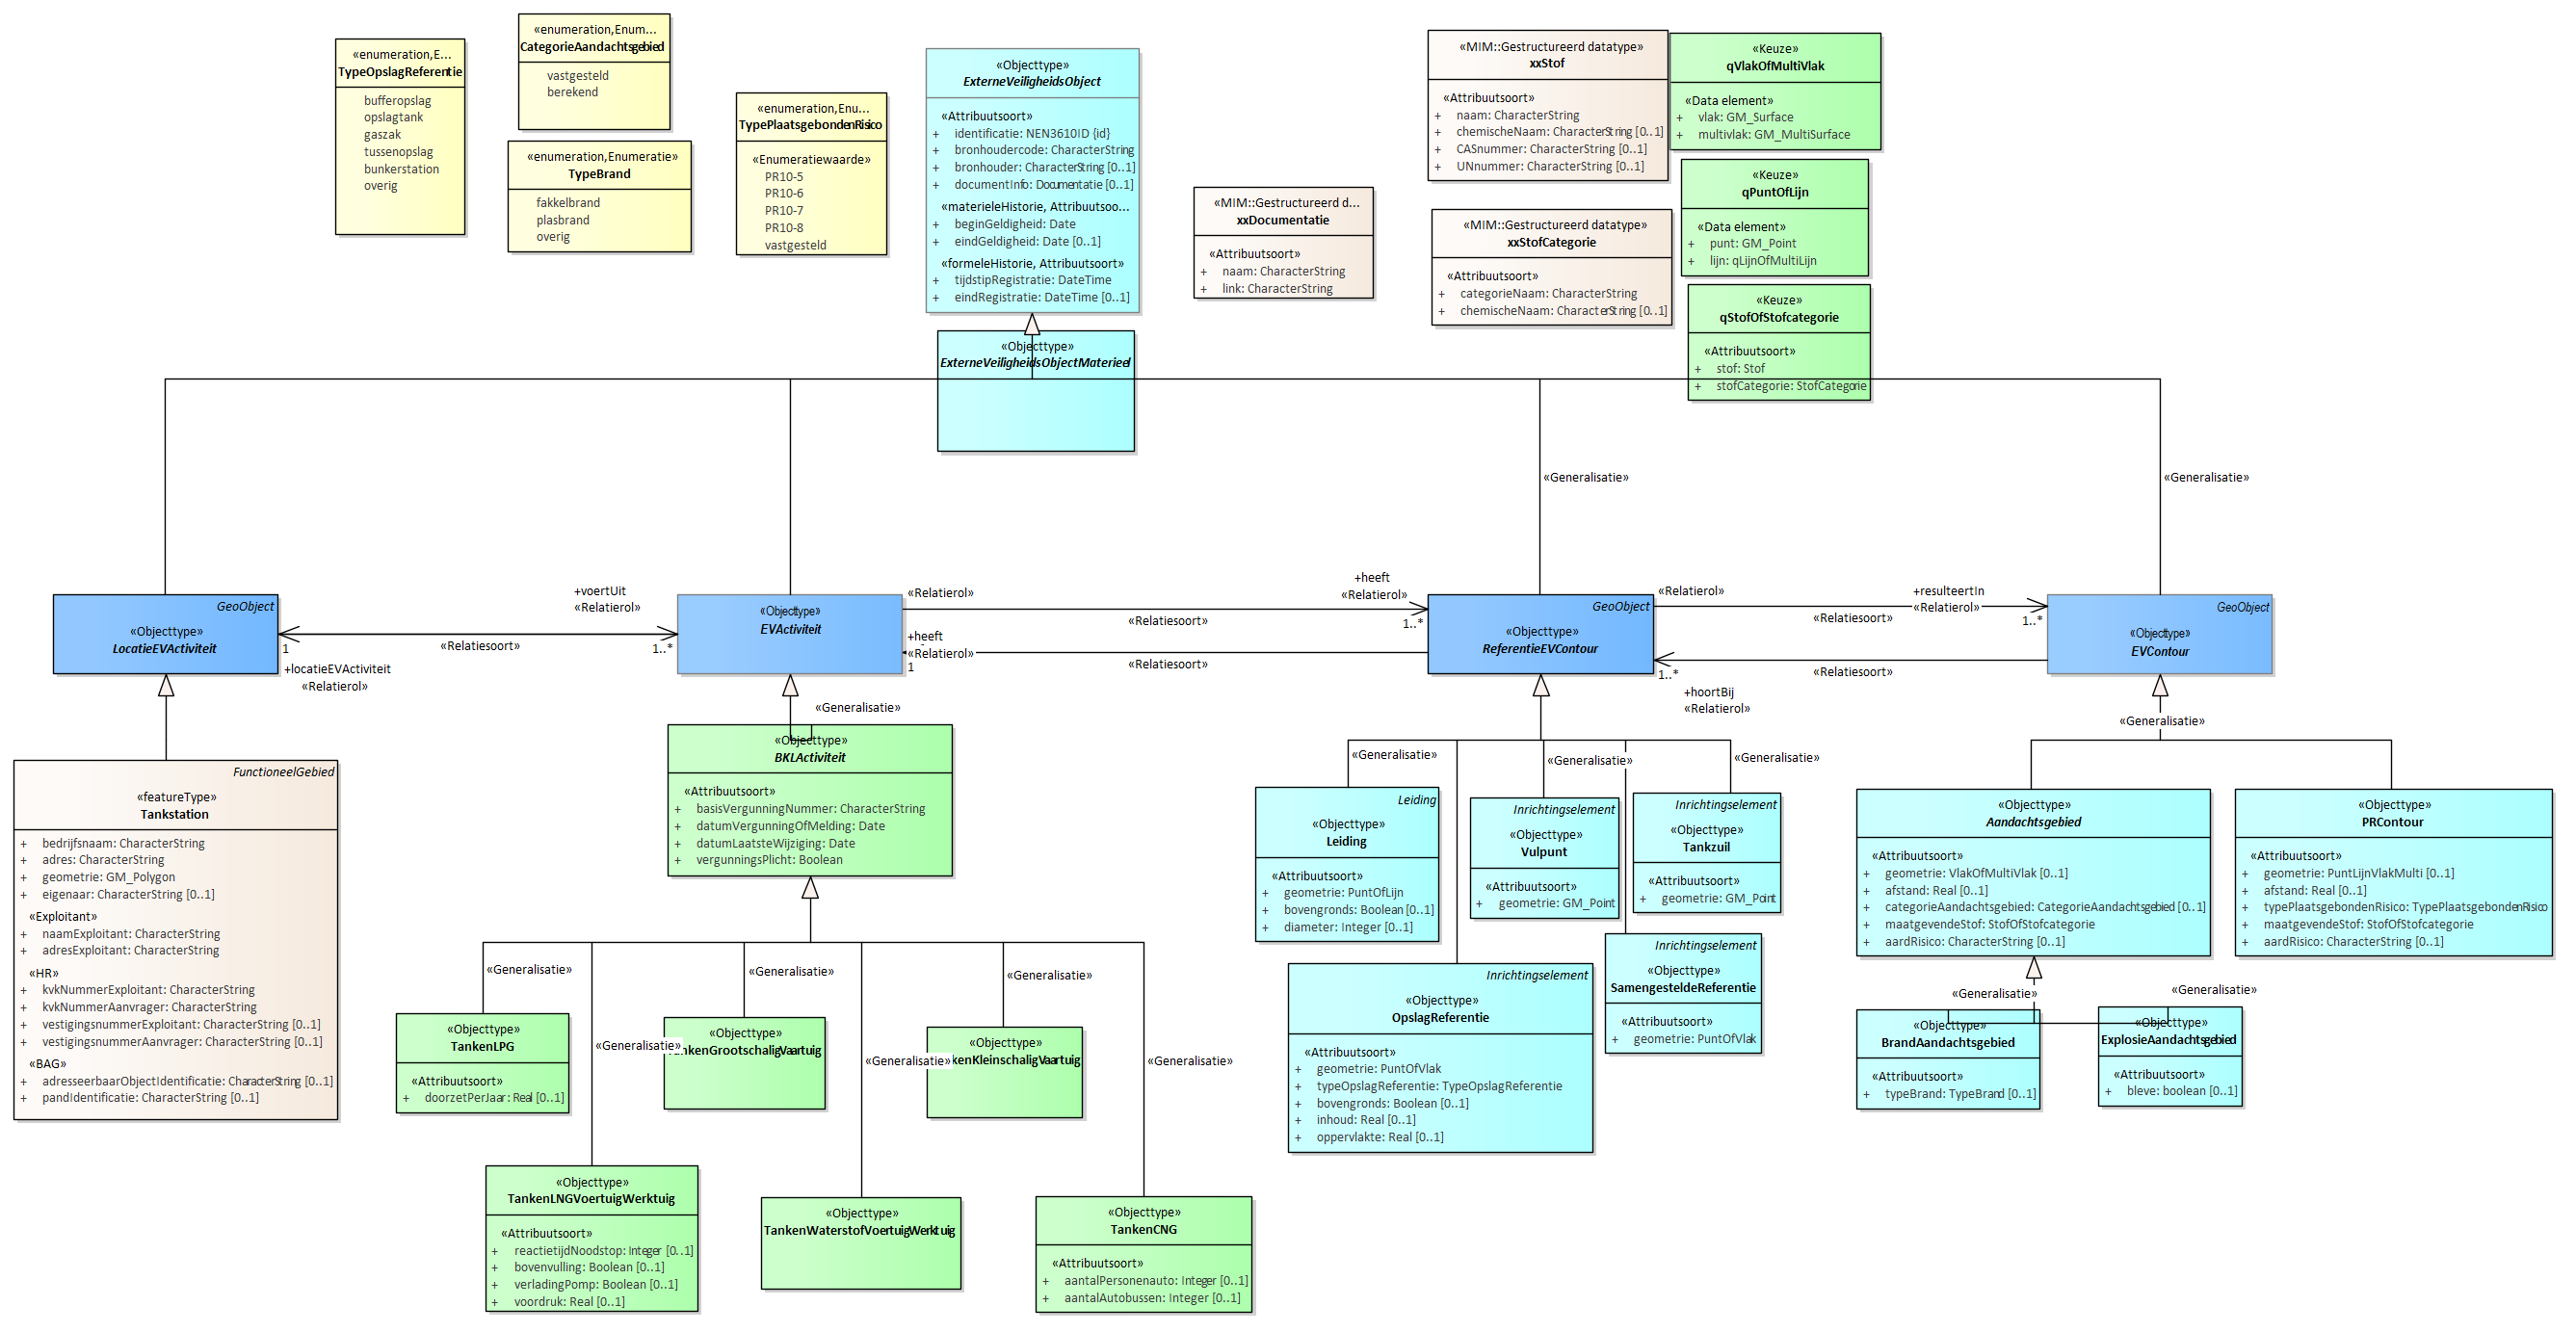 «enumeration,E...
TypeOpslagReferentie
bufferopslag
opslagtank
gaszak
tussenopslag
bunkerstation
overig
«enumeration,Enum...
CategorieAandachtsgebied
vastgesteld
berekend
«enumeration,Enumeratie»
TypeBrand
fakkelbrand
plasbrand
overig
«enumeration,Enu...
TypePlaatsgebondenRisico
«Enumeratiewaarde»
PR10-5
PR10-6
PR10-7
PR10-8
vastgesteld
«Objecttype»
ExterneVeiligheidsObject
«Attribuutsoort»
+ identificatie: NEN3610ID {id}
+ bronhoudercode: CharacterString
+ bronhouder: CharacterString [0..1]
+ documentInfo: Documentatie [0..1]
«materieleHistorie, Attribuutsoo...
+ beginGeldigheid: Date
+ eindGeldigheid: Date [0..1]
«formeleHistorie, Attribuutsoort»
+ tijdstipRegistratie: DateTime
+ eindRegistratie: DateTime [0..1]
«Objecttype»
ExterneVeiligheidsObjectMaterieel
«MIM::Gestructureerd d...
xxDocumentatie
«Attribuutsoort»
+ naam: CharacterString
+ link: CharacterString
«MIM::Gestructureerd datatype»
xxStof
«Attribuutsoort»
+ naam: CharacterString
+ chemischeNaam: CharacterString [0..1]
+ CASnummer: CharacterString [0..1]
+ UNnummer: CharacterString [0..1]
«MIM::Gestructureerd datatype»
xxStofCategorie
«Attribuutsoort»
+ categorieNaam: CharacterString
+ chemischeNaam: CharacterString [0..1]
«Keuze»
qVlakOfMultiVlak
«Data element»
+ vlak: GM_Surface
+ multivlak: GM_MultiSurface
«Keuze»
qPuntOfLijn
«Data element»
+ punt: GM_Point
+ lijn: qLijnOfMultiLijn
«Keuze»
qStofOfStofcategorie
«Attribuutsoort»
+ stof: Stof
+ stofCategorie: StofCategorie
«Generalisatie»
«Generalisatie»
GeoObject
«Objecttype»
LocatieEVActiviteit
+voertUit
«Relatierol»
«Relatiesoort»
1..*
1
+locatieEVActiviteit
«Relatierol»
«Objecttype»
EVActiviteit
«Relatierol»
+heeft
«Relatierol»
«Relatiesoort»
1..*
+heeft
«Relatierol»
1
«Relatiesoort»
GeoObject
«Objecttype»
ReferentieEVContour
«Relatierol»
+resulteertIn
«Relatierol»
«Relatiesoort»
1..*
1..*
«Relatiesoort»
+hoortBij
«Relatierol»
GeoObject
«Objecttype»
EVContour
«Generalisatie»
«Generalisatie»
FunctioneelGebied
«featureType»
Tankstation
+ bedrijfsnaam: CharacterString
+ adres: CharacterString
+ geometrie: GM_Polygon
+ eigenaar: CharacterString [0..1]
«Exploitant»
+ naamExploitant: CharacterString
+ adresExploitant: CharacterString
«HR»
+ kvkNummerExploitant: CharacterString
+ kvkNummerAanvrager: CharacterString
+ vestigingsnummerExploitant: CharacterString [0..1]
+ vestigingsnummerAanvrager: CharacterString [0..1]
«BAG»
+ adresseerbaarObjectIdentificatie: CharacterString [0..1]
+ pandIdentificatie: CharacterString [0..1]
«Objecttype»
BKLActiviteit
«Attribuutsoort»
+ basisVergunningNummer: CharacterString
+ datumVergunningOfMelding: Date
+ datumLaatsteWijziging: Date
+ vergunningsPlicht: Boolean
«Generalisatie»
«Generalisatie»
«Generalisatie»
«Generalisatie»
«Generalisatie»
«Generalisatie»
«Objecttype»
TankenLPG
«Attribuutsoort»
+ doorzetPerJaar: Real [0..1]
«Objecttype»
nkenGrootschaligVaartuig
«Objecttype»
kenKleinschaligVaartuig
«Objecttype»
TankenLNGVoertuigWerktuig
«Attribuutsoort»
+ reactietijdNoodstop: Integer [0..1]
+ bovenvulling: Boolean [0..1]
+ verladingPomp: Boolean [0..1]
+ voordruk: Real [0..1]
«Objecttype»
TankenWaterstofVoertuigWerktuig
«Objecttype»
TankenCNG
«Attribuutsoort»
+ aantalPersonenauto: Integer [0..1]
+ aantalAutobussen: Integer [0..1]
«Generalisatie»
«Generalisatie»
«Generalisatie»
Leiding
«Objecttype»
Leiding
«Attribuutsoort»
+ geometrie: PuntOfLijn
+ bovengronds: Boolean [0..1]
+ diameter: Integer [0..1]
Inrichtingselement
«Objecttype»
Vulpunt
«Attribuutsoort»
+ geometrie: GM_Point
Inrichtingselement
«Objecttype»
Tankzuil
«Attribuutsoort»
+ geometrie: GM_Point
Inrichtingselement
«Objecttype»
OpslagReferentie
«Attribuutsoort»
+ geometrie: PuntOfVlak
+ typeOpslagReferentie: TypeOpslagReferentie
+ bovengronds: Boolean [0..1]
+ inhoud: Real [0..1]
+ oppervlakte: Real [0..1]
Inrichtingselement
«Objecttype»
SamengesteldeReferentie
«Attribuutsoort»
+ geometrie: PuntOfVlak
«Objecttype»
Aandachtsgebied
«Attribuutsoort»
+ geometrie: VlakOfMultiVlak [0..1]
+ afstand: Real [0..1]
+ categorieAandachtsgebied: CategorieAandachtsgebied [0..1]
+ maatgevendeStof: StofOfStofcategorie
+ aardRisico: CharacterString [0..1]
«Objecttype»
PRContour
«Attribuutsoort»
+ geometrie: PuntLijnVlakMulti [0..1]
+ afstand: Real [0..1]
+ typePlaatsgebondenRisico: TypePlaatsgebondenRisico
+ maatgevendeStof: StofOfStofcategorie
+ aardRisico: CharacterString [0..1]
«Generalisatie»
«Generalisatie»
«Objecttype»
BrandAandachtsgebied
«Attribuutsoort»
+ typeBrand: TypeBrand [0..1]
«Objecttype»
ExplosieAandachtsgebied
«Attribuutsoort»
+ bleve: boolean [0..1]